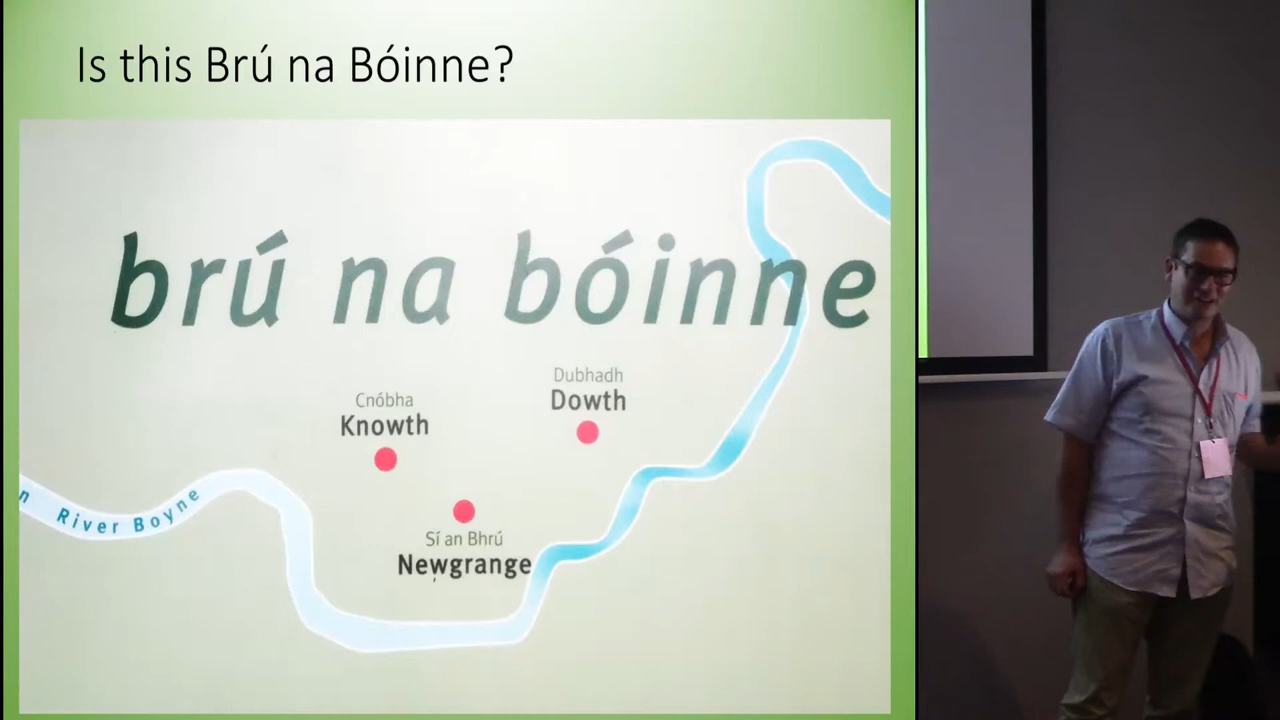 Is this Brú na Bóinne?
brú na bóinne
Dubhadh
Dowth
Cnóbha
Knowth
River Boyne
Sí an Bhrú
Newgrange